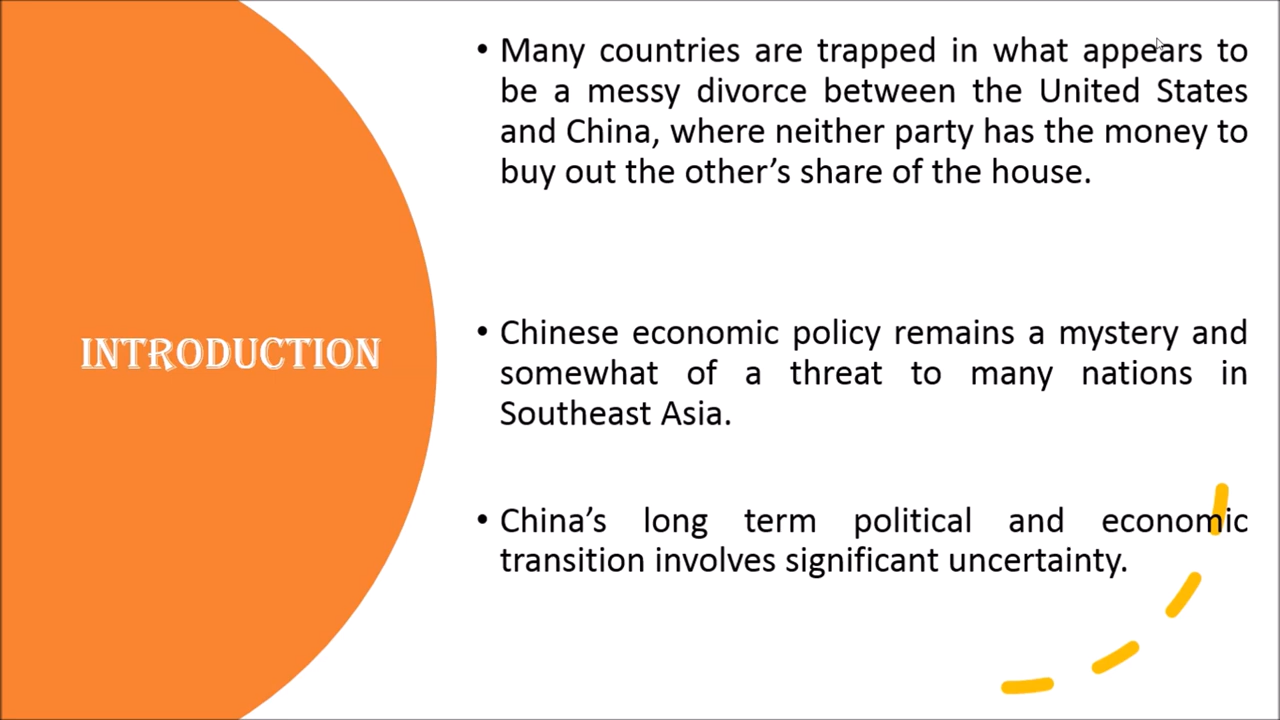 INTRODUCTION
• Many countries are trapped in what appears to
be a messy divorce between the United States
and China, where neither party has the money to
buy out the other’s share of the house.
• Chinese economic policy remains a mystery and
somewhat of a threat to many nations in
Southeast Asia.
• China’s long term political and economic
transition involves significant uncertainty.